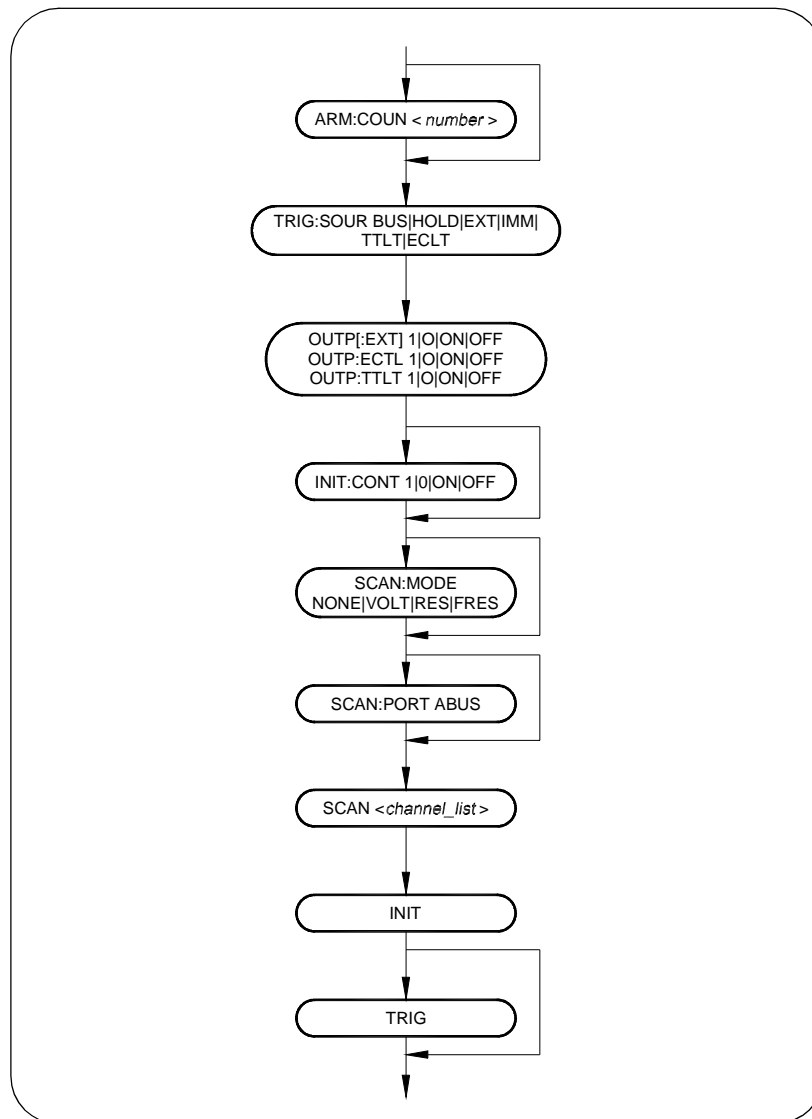 ARM:COUN <number>
TRIG:SOUR BUS|HOLD|EXT|IMM|
TTLT|ECLT
OUTP[:EXT] 1|O|ON|OFF
OUTP:ECTL 1|O|ON|OFF
OUTP:TTLT 1|O|ON|OFF
INIT:CONT 1|0|ON|OFF
SCAN:MODE
NONE|VOLT|RES|FRES
SCAN:PORT ABUS
SCAN <channel_list>
INIT
TRIG